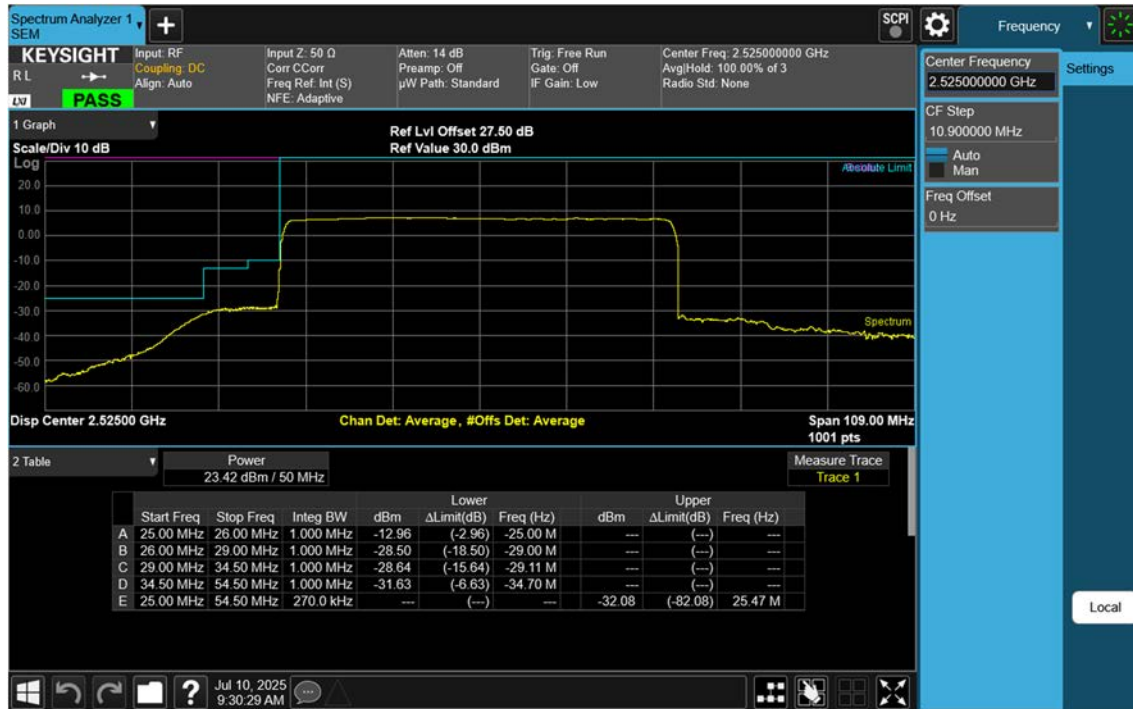 Spectrum Analyzer 1
SEM
SCPI
Frequency
KEYSIGHT
R L
LXI
PASS
Input: RF
Coupling: DC
Align: Auto
Input Z: 50 Ω
Corr CCorr
Freq Ref: Int (S)
NFE: Adaptive
Atten: 14 dB
Preamp: Off
µW Path: Standard
Trig: Free Run
Gate: Off
IF Gain: Low
Center Freq: 2.525000000 GHz
Avg|Hold: 100.00% of 3
Radio Std: None
Center Frequency
2.525000000 GHz
Settings
CF Step
10.900000 MHz
Auto
Man
Freq Offset
0 Hz
1 Graph
Ref Lvl Offset 27.50 dB
Scale/Div 10 dB
Ref Value 30.0 dBm
Log
Limit
20.0
10.0
0.00
-10.0
-20.0
-30.0
-40.0
-50.0
-60.0
Spectrum
Disp Center 2.52500 GHz
Chan Det: Average, #Offs Det: Average
Span 109.00 MHz
1001 pts
2 Table
Power
23.42 dBm / 50 MHz
Measure Trace
Trace 1
Lower Upper
Start Freq Stop Freq Integ BW dBm ΔLimit(dB) Freq (Hz) dBm ΔLimit(dB) Freq (Hz)
A 25.00 MHz 26.00 MHz 1.000 MHz -12.96 (-2.96) -25.00 M --- (---) ---
B 26.00 MHz 29.00 MHz 1.000 MHz -28.50 (-18.50) -29.00 M --- (---) ---
C 29.00 MHz 34.50 MHz 1.000 MHz -28.64 (-15.64) -29.11 M --- (---) ---
D 34.50 MHz 54.50 MHz 1.000 MHz -31.63 (-6.63) -34.70 M --- (---) ---
E 25.00 MHz 54.50 MHz 270.0 kHz --- (---) --- -32.08 (-82.08) 25.47 M
Local
?
Jul 10, 2025
9:30:29 AM